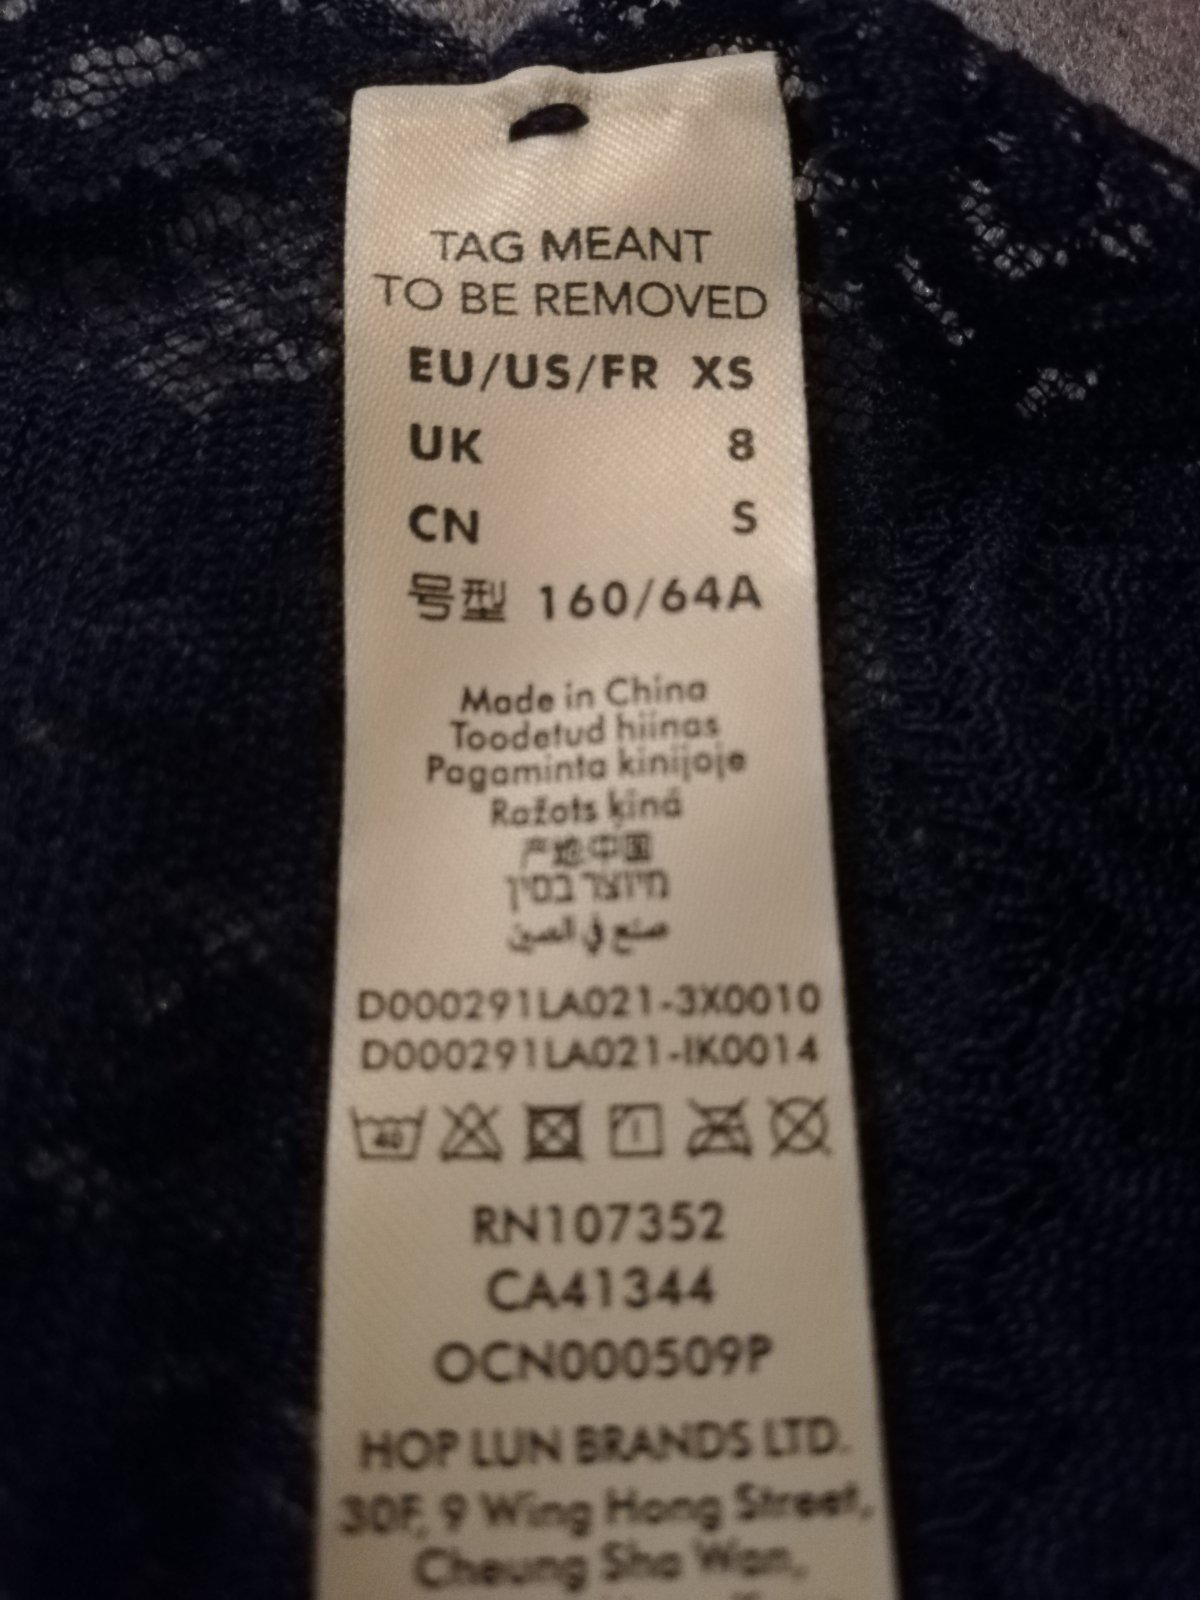 TAG MEANT
TO BE REMOVED
EU/US/FR XS
UK 8
CN S
号型 160/64A
Made in China
Toodetud hiinas
Pagaminta kinijoje
Ražots ķīnā
产地中国
מיוצר בסין
صنع في الصين
D000291LA021-3X0010
D000291LA021-IK0014
40
RN107352
CA41344
OCN000509P
HOP LUN BRANDS LTD.
30F, 9 Wing Hong Street,
Cheung Sha Wan,